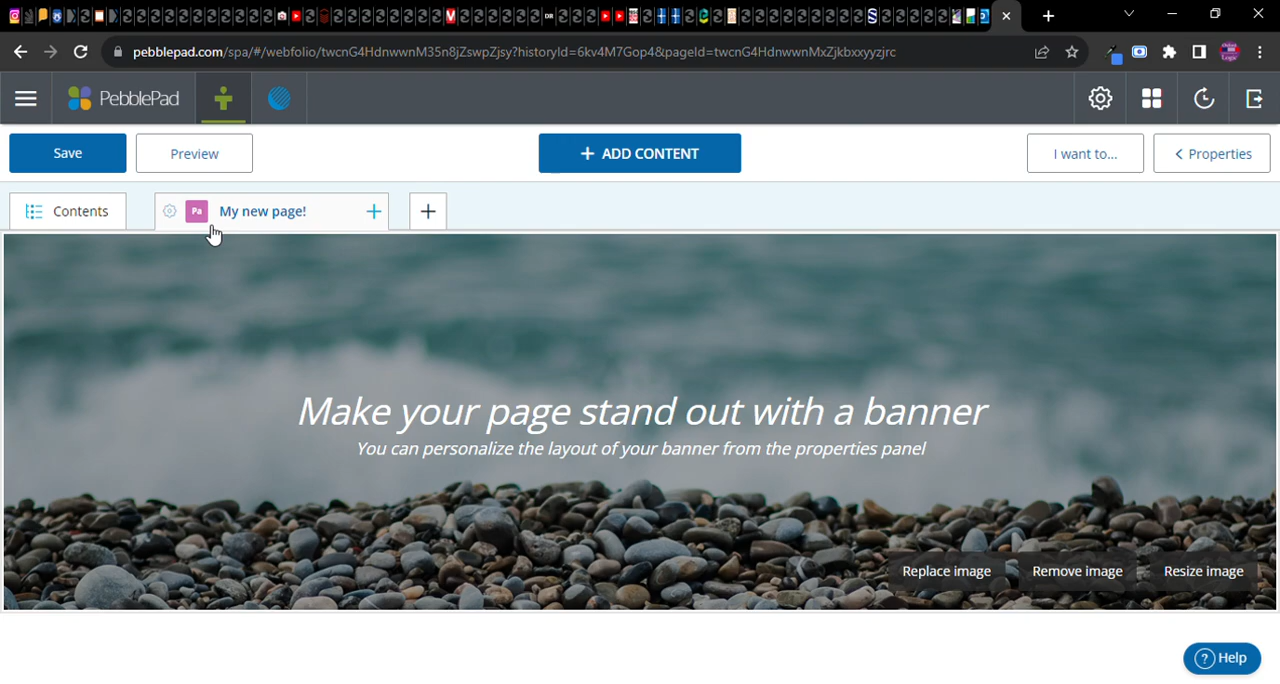 pebblepad.com/spa/#/webfolio/twcnG4HdnwwnM35n8jZswpZjsy?historyId=6kv4M7Gop4&pageId=twcnG4HdnwwnMxZjkbxxyyzjrc
PebblePad
Save
Preview
+ ADD CONTENT
I want to...
< Properties
Contents
Pa My new page! +
+
Make your page stand out with a banner
You can personalize the layout of your banner from the properties panel
Replace image
Remove image
Resize image
? Help